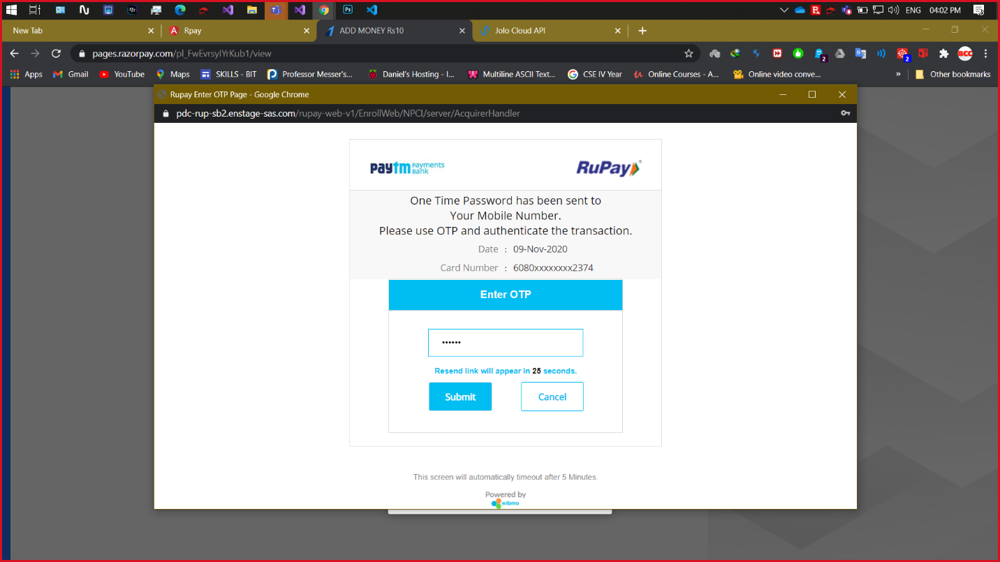 ENG 04:02 PM
New Tab
Rpay
ADD MONEY Rs10
Jolo Cloud API
pages.razorpay.com/pl_FwEvrsyIYrKub1/view
BCC
2
2
Apps Gmail YouTube Maps SKILLS - BIT Professor Messer's... Daniel's Hosting - I... Multiline ASCII Text... CSE IV Year Online Courses - A... Online video conve... » Other bookmarks
Rupay Enter OTP Page - Google Chrome
pdc-rup-sb2.enstage-sas.com/rupay-web-v1/EnrollWeb/NPCI/server/AcquirerHandler
paytm payments bank
RuPay
One Time Password has been sent to
Your Mobile Number.
Please use OTP and authenticate the transaction.
Date : 09-Nov-2020
Card Number : 6080xxxxxxxx2374
Enter OTP
••••••
Resend link will appear in 25 seconds.
Submit Cancel
This screen will automatically timeout after 5 Minutes.
Powered by
wibmo